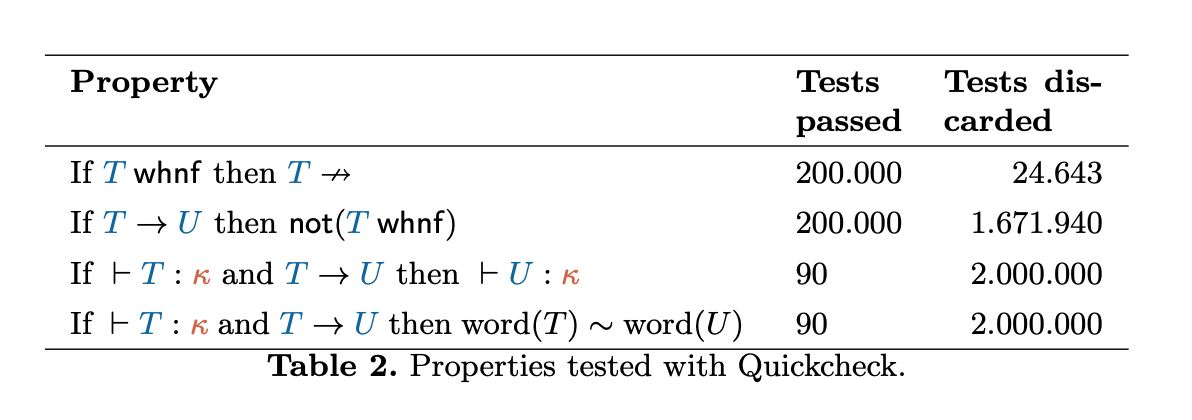 Property Tests passed Tests dis-carded
If T whnf then T ↛ 200.000 24.643
If T → U then not(T whnf) 200.000 1.671.940
If ⊢ T : κ and T → U then ⊢ U : κ 90 2.000.000
If ⊢ T : κ and T → U then word(T) ∼ word(U) 90 2.000.000
Table 2. Properties tested with Quickcheck.